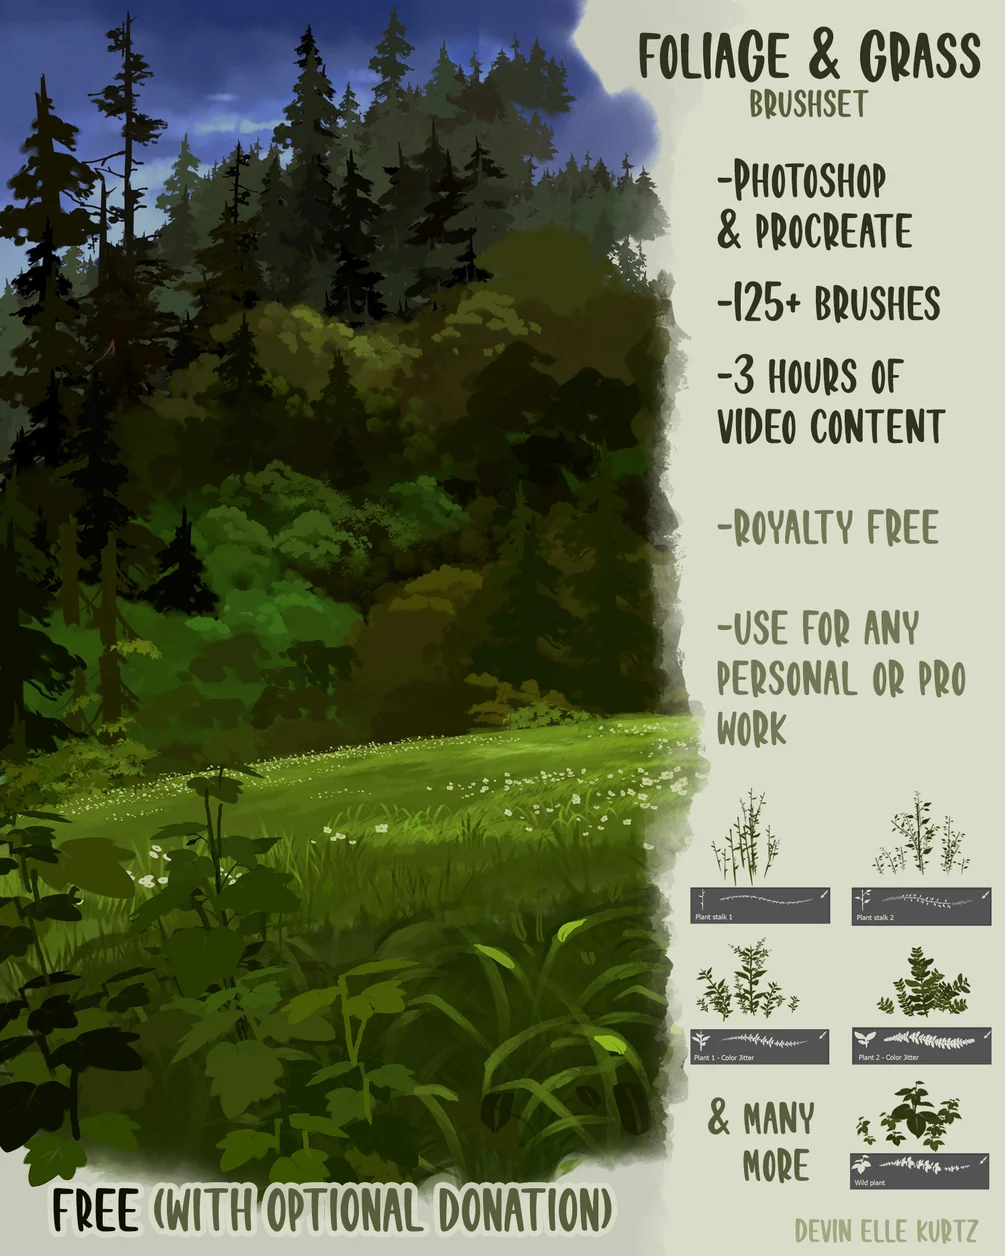 FOLIAGE & GRASS
BRUSHSET
-PHOTOSHOP
& PROCREATE
-125+ BRUSHES
-3 HOURS OF
VIDEO CONTENT
-ROYALTY FREE
-USE FOR ANY
PERSONAL OR PRO
WORK
Plant stalk 1
Plant stalk 2
Plant 1 - Color Jitter
Plant 2 - Color Jitter
& MANY
MORE
Wild plant
FREE (WITH OPTIONAL DONATION)
DEVIN ELLE KURTZ